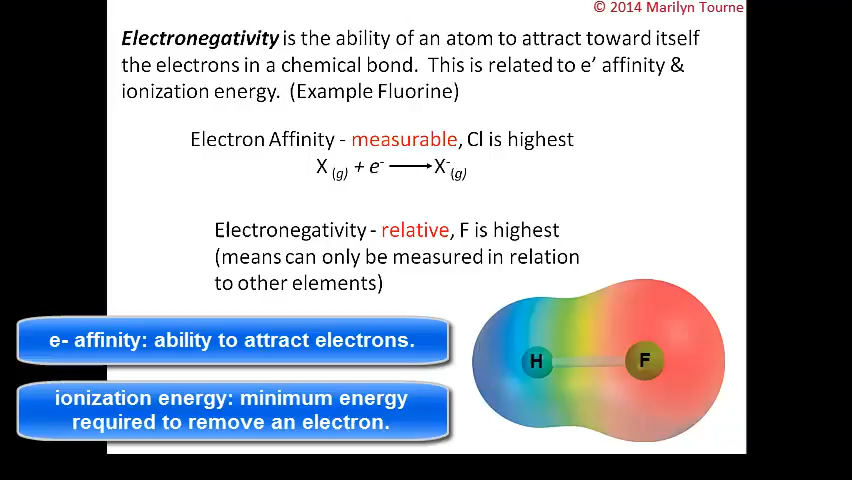 © 2014 Marilyn Tourne
Electronegativity is the ability of an atom to attract toward itself
the electrons in a chemical bond. This is related to e’ affinity &
ionization energy. (Example Fluorine)
Electron Affinity - measurable, Cl is highest
X (g) + e- ⟶ X-(g)
Electronegativity - relative, F is highest
(means can only be measured in relation
to other elements)
e- affinity: ability to attract electrons.
ionization energy: minimum energy
required to remove an electron.
H F